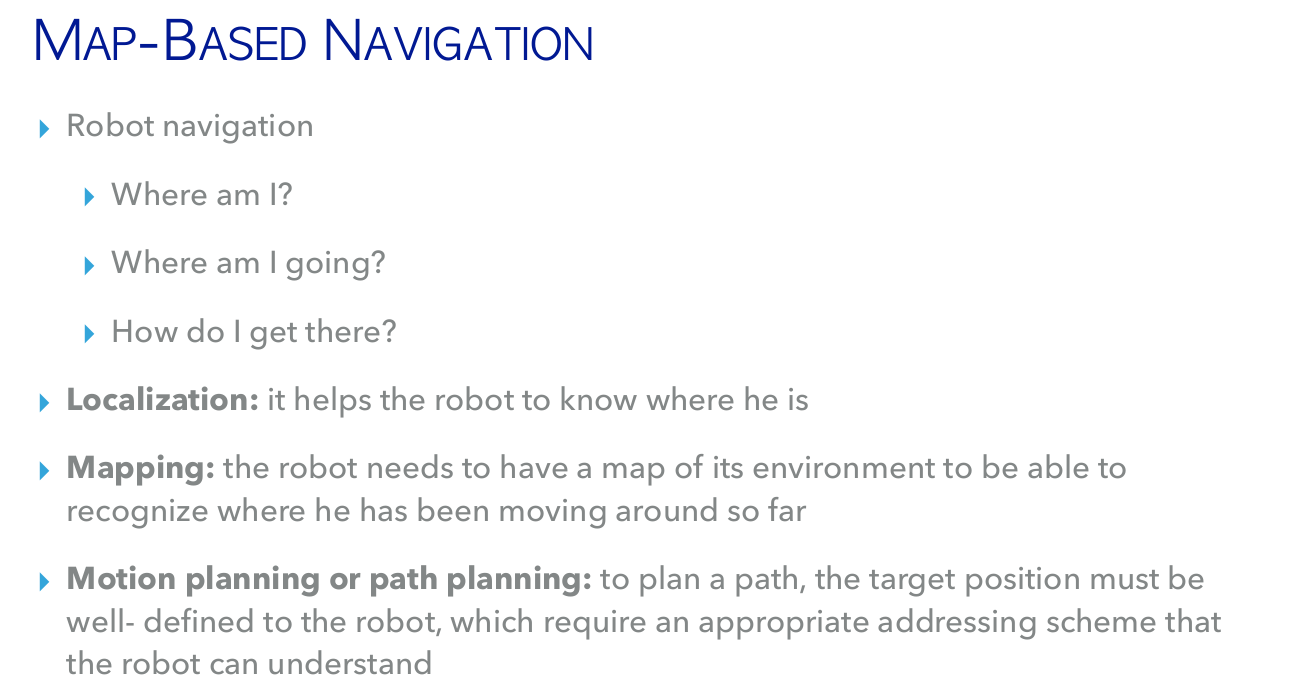 MAP-BASED NAVIGATION
Robot navigation
Where am I?
Where am I going?
How do I get there?
Localization: it helps the robot to know where he is
Mapping: the robot needs to have a map of its environment to be able to
recognize where he has been moving around so far
Motion planning or path planning: to plan a path, the target position must be
well- defined to the robot, which require an appropriate addressing scheme that
the robot can understand